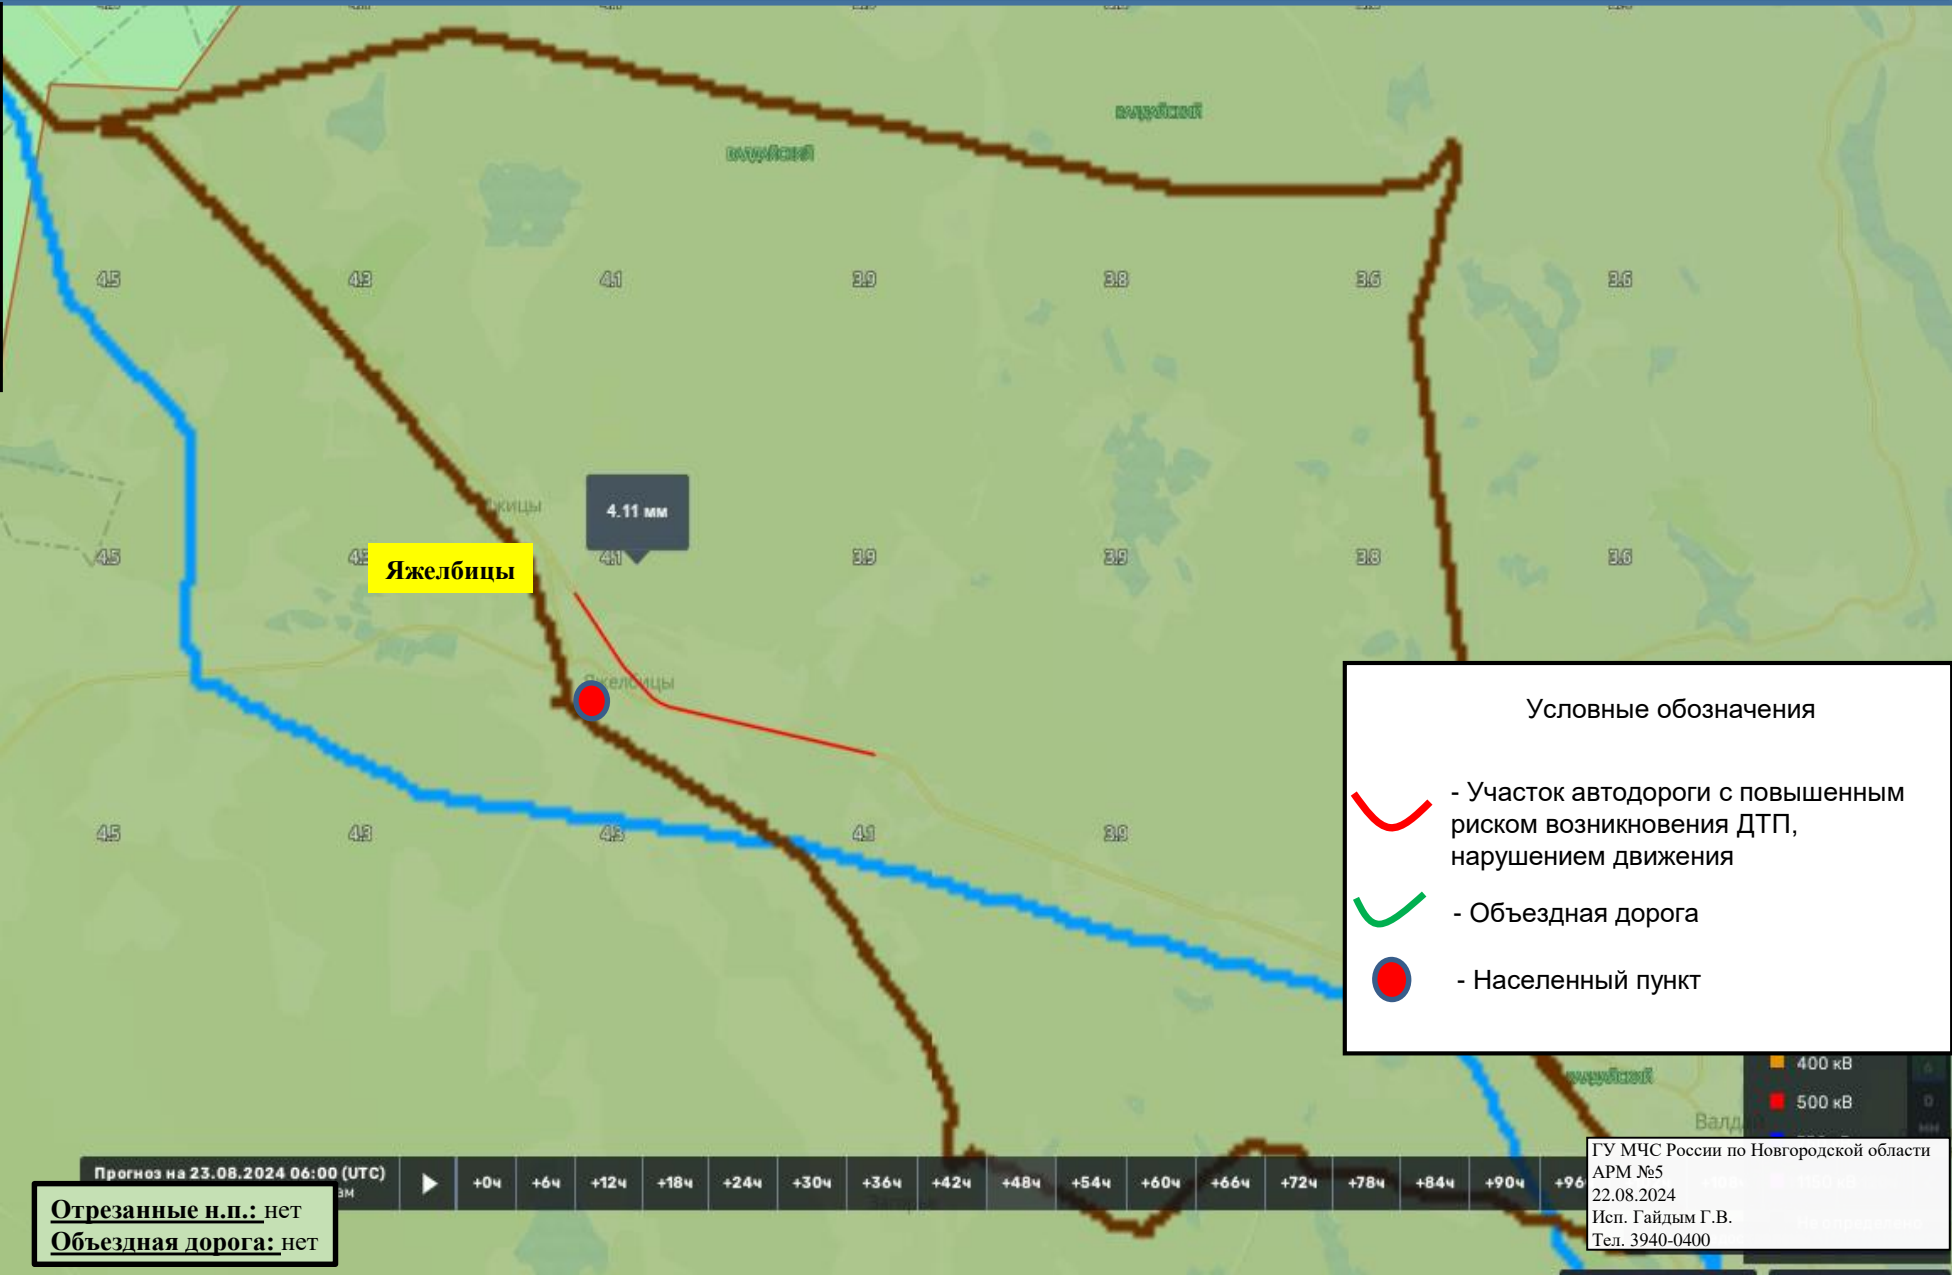 ВАЛДАЙСКИЙ
ВАЛДАЙСКИЙ
4.5 4.3 4.1 3.9 3.8 3.6 3.6
4.11 мм
4.5 4.1 3.9 3.9 3.8 3.6
Яжелбицы
Яжелбицы
4.5 4.3 4.3 4.1 3.9
Условные обозначения
- Участок автодороги с повышенным
риском возникновения ДТП,
нарушением движения
- Объездная дорога
- Населенный пункт
400 кВ
500 кВ
ВАЛДАЙСКИЙ
Прогноз на 23.08.2024 06:00 (UTC)
+0ч +6ч +12ч +18ч +24ч +30ч +36ч +42ч +48ч +54ч +60ч +66ч +72ч +78ч +84ч +90ч +96
Отрезанные н.п.: нет
Объездная дорога: нет
ГУ МЧС России по Новгородской области
АРМ №5
22.08.2024
Исп. Гайдым Г.В.
Тел. 3940-0400